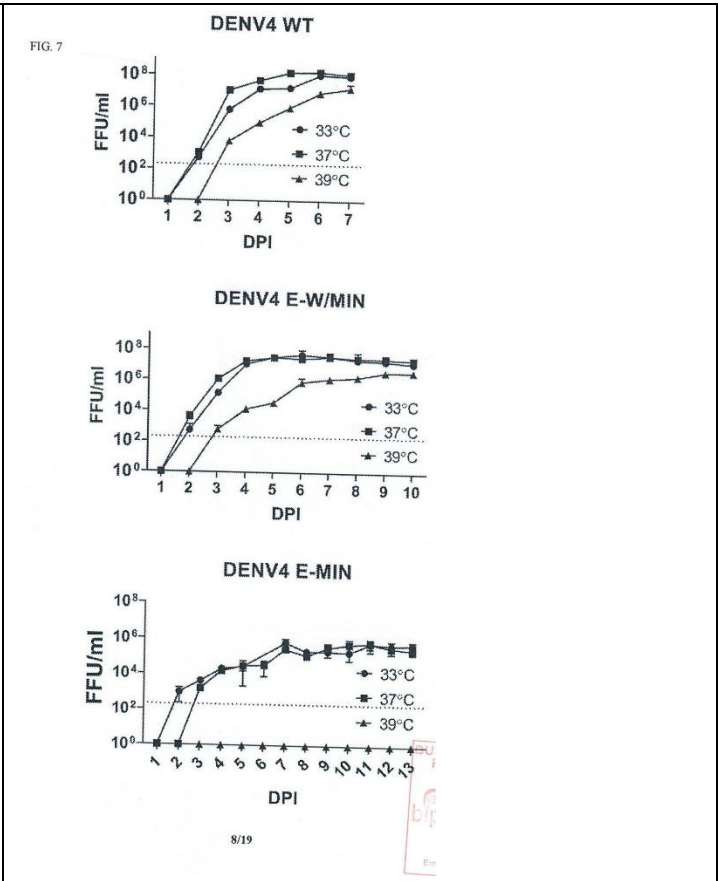 FIG. 7
DENV4 WT
FFU/ml
10⁸
10⁶
10⁴
10²
10⁰
33°C
37°C
39°C
1 2 3 4 5 6 7
DPI
DENV4 E-W/MIN
FFU/ml
10⁸
10⁶
10⁴
10²
10⁰
33°C
37°C
39°C
1 2 3 4 5 6 7 8 9 10
DPI
DENV4 E-MIN
FFU/ml
10⁸
10⁶
10⁴
10²
10⁰
33°C
37°C
39°C
1 2 3 4 5 6 7 8 9 10 11 12 13
DPI
8/19